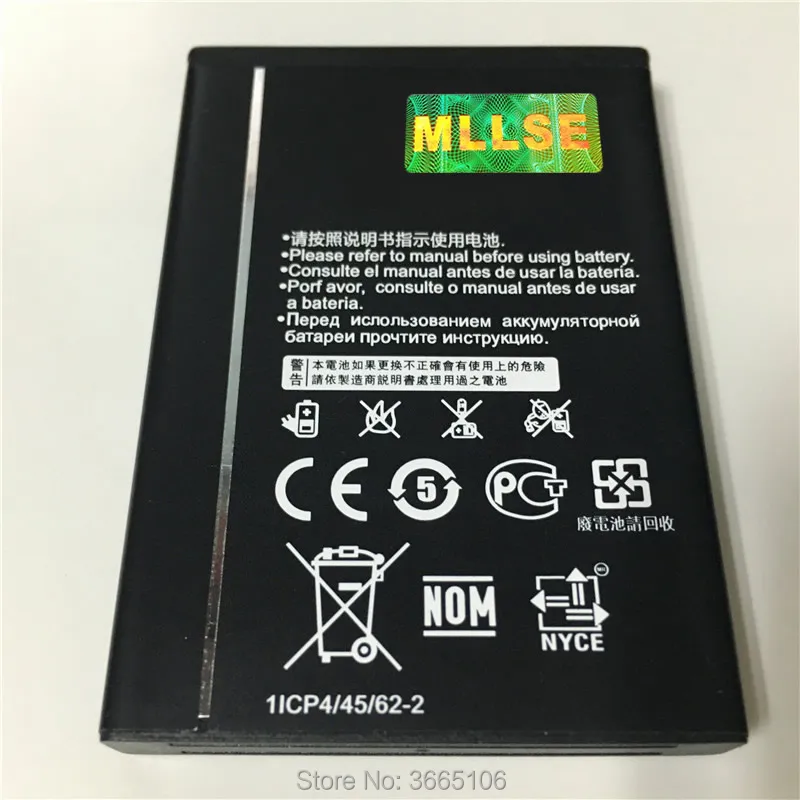 MLLSE
•请按照说明书指示使用电池.
•Please refer to manual before using battery.
•Consulte el manual antes de usar la batería.
•Porf avor, consulte o manual antes de usar
a bateria.
•Перед использованием аккумуляторной
батареи прочтите инструкцию.
警 本電池如果更換不正確會有使用上的危險
告 請依製造商説明書處理用過之電池
CE 5 PCT
廢電池請回收
NOM
NYCE
1ICP4/45/62-2
Store No: 3665106